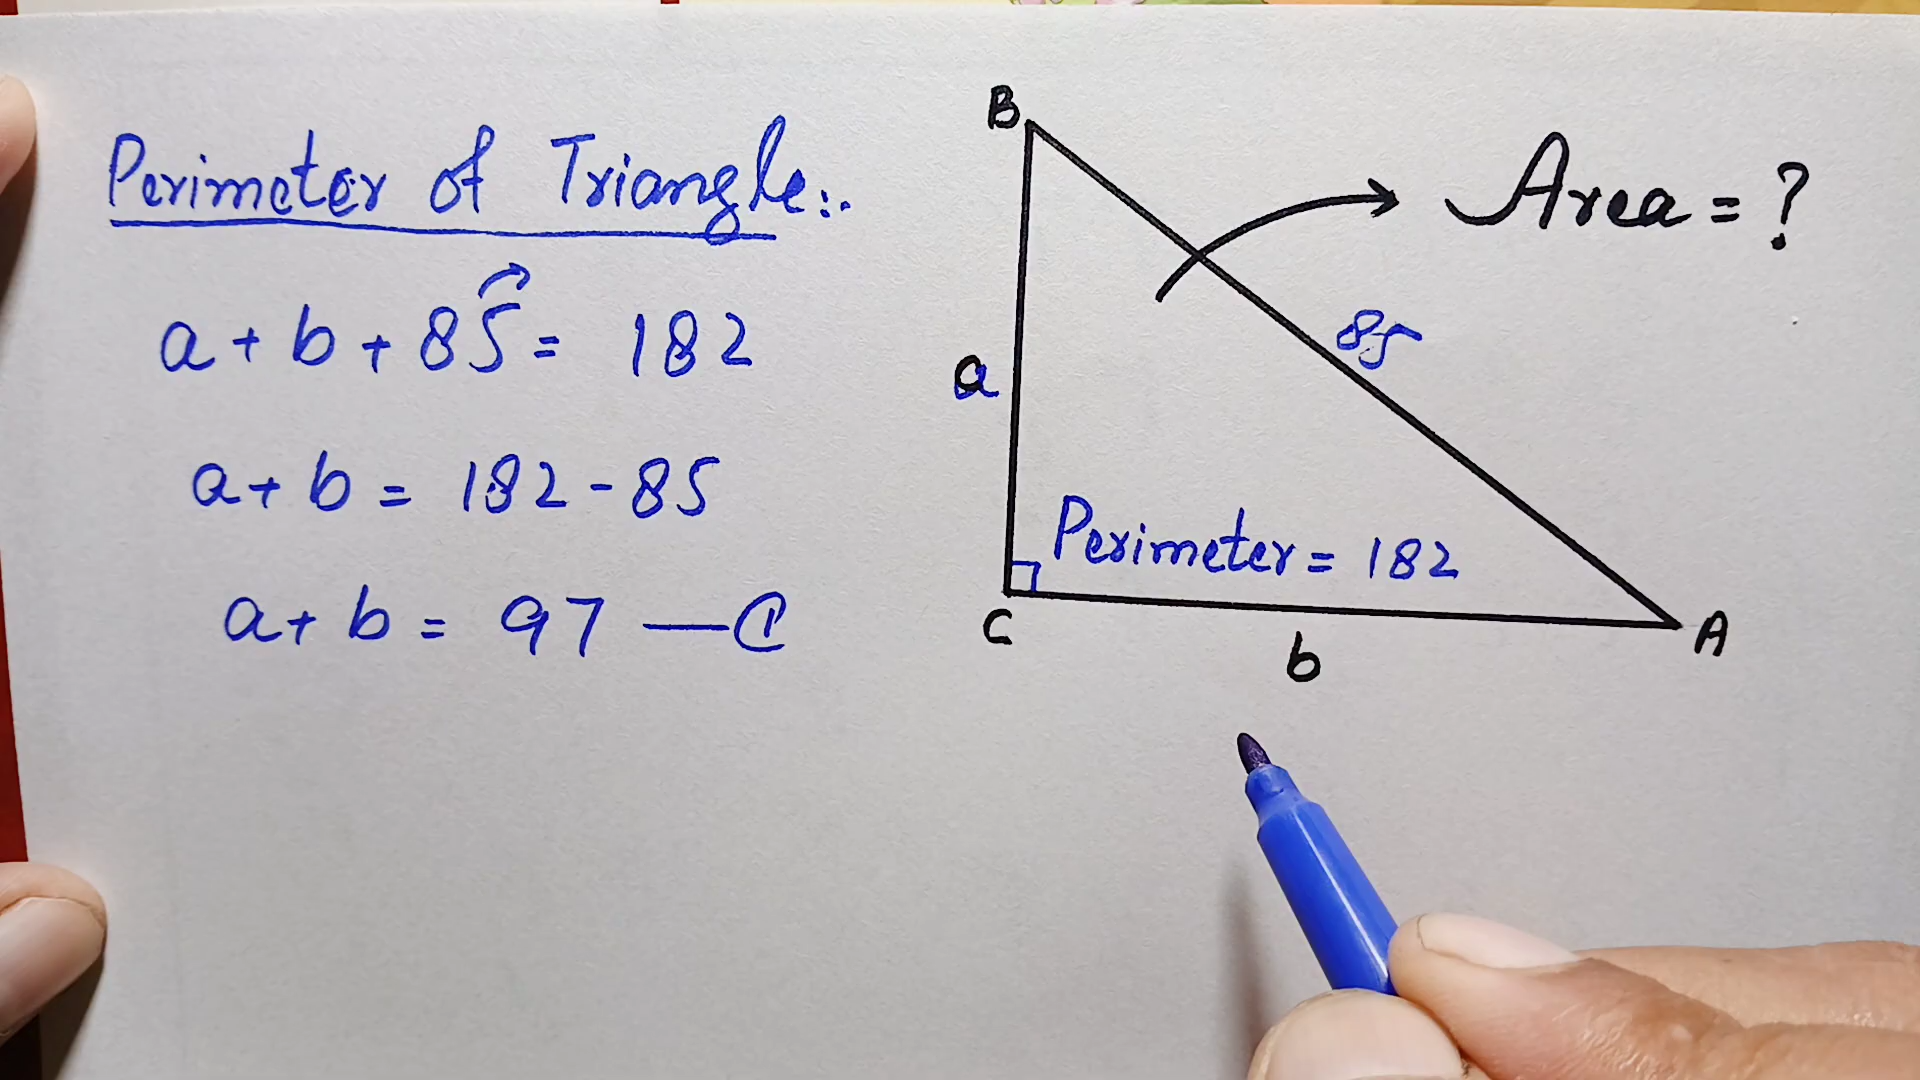 Perimeter of Triangle:.
a + b + 85 = 182
a + b = 182 - 85
a + b = 97 — ①
B
Area = ?
85
a
Perimeter = 182
C
b
A